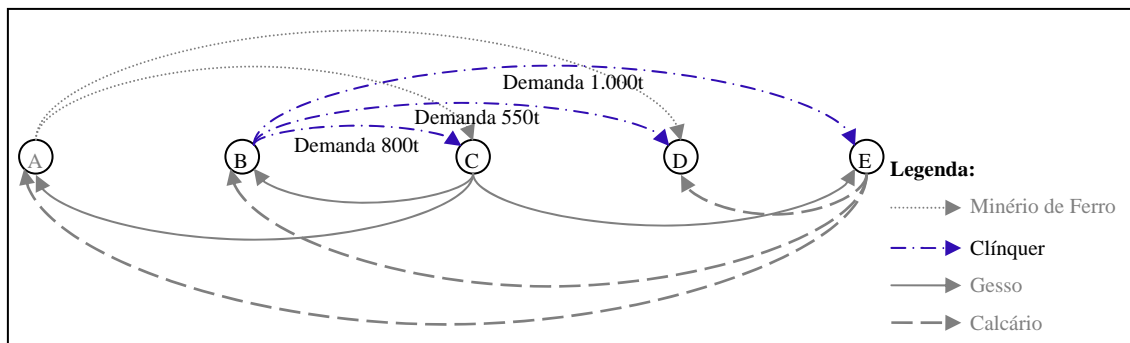 Demanda 1.000t
Demanda 550t
Demanda 800t
A B C D E
Legenda:
Minério de Ferro
Clínquer
Gesso
Calcário